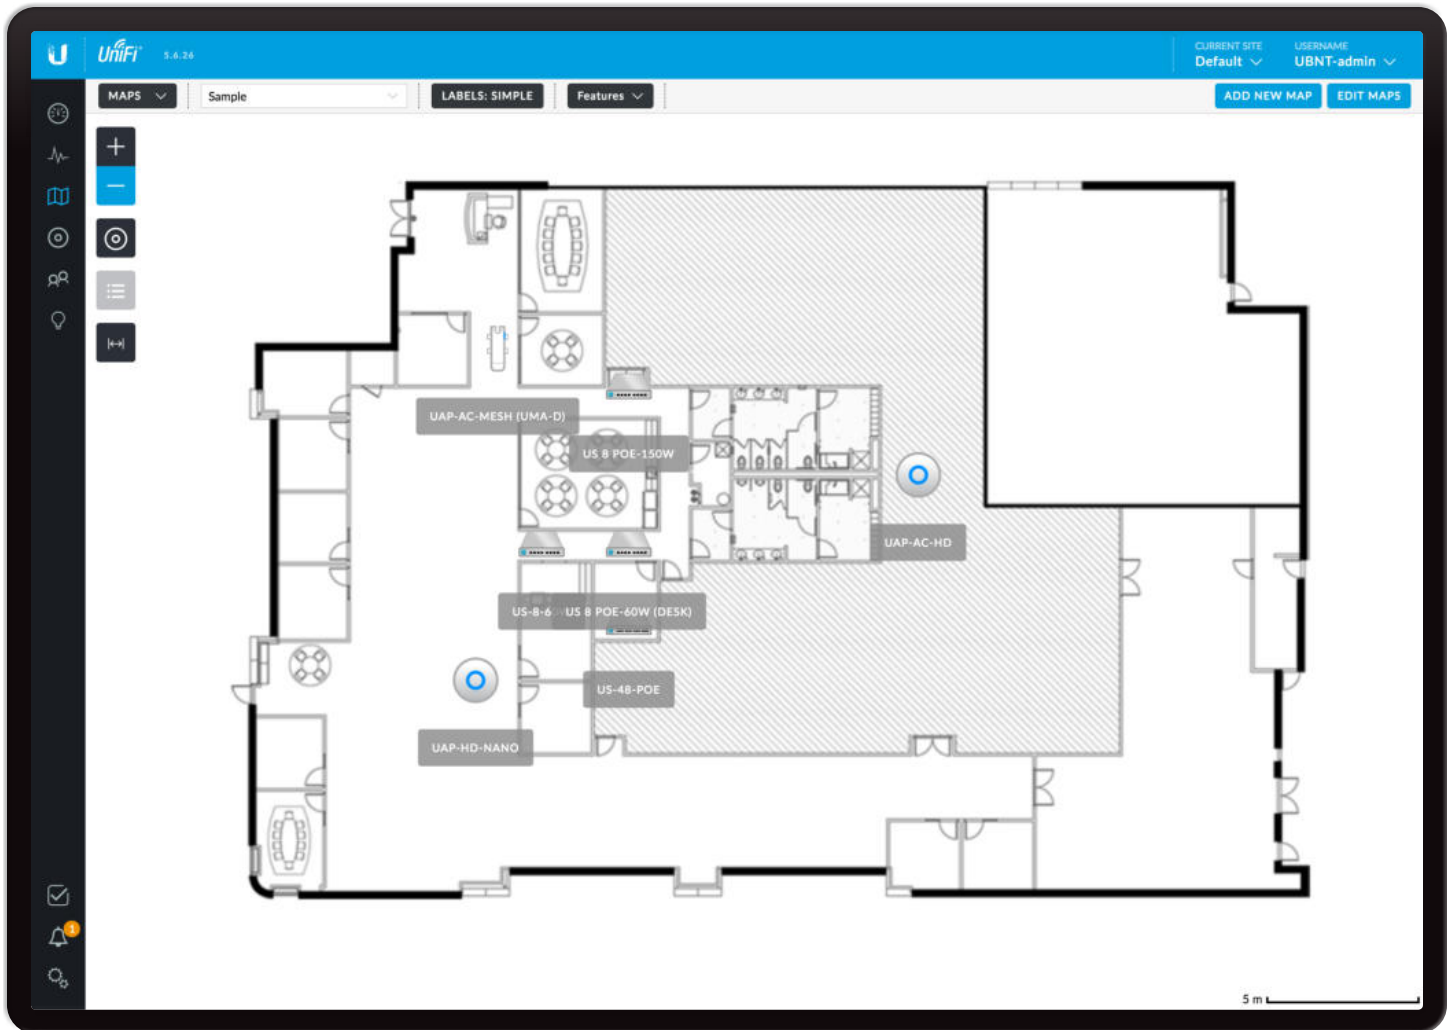 UniFi 5.6.26
CURRENT SITE
Default
USERNAME
UBNT-admin
MAPS
Sample
LABELS: SIMPLE
Features
ADD NEW MAP
EDIT MAPS
UAP-AC-MESH (UMA-D)
US 8 POE-150W
UAP-AC-HD
US-8-6
US 8 POE-60W (DESK)
US-48-POE
UAP-HD-NANO
1
5 m